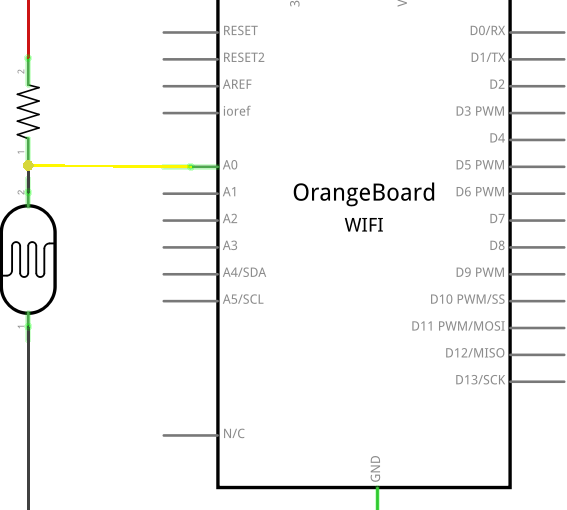 3
V
RESET
D0/RX
RESET2
D1/TX
2
AREF
D2
ioref
D3 PWM
D4
1
A0
D5 PWM
2
A1
OrangeBoard
D6 PWM
A2
WIFI
D7
A3
D8
A4/SDA
D9 PWM
A5/SCL
D10 PWM/SS
1
D11 PWM/MOSI
D12/MISO
D13/SCK
N/C
GND